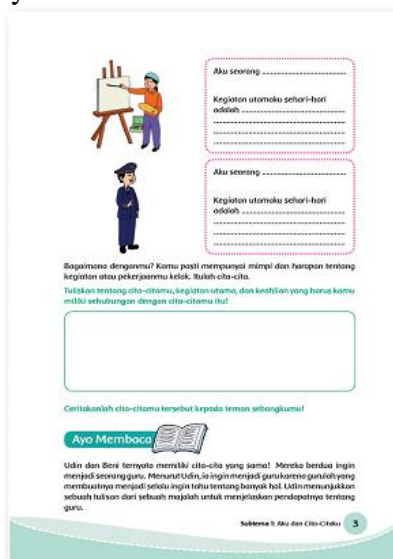 Aku seorang
Kegiatan utamaku sehari-hari
adalah
Aku seorang
Kegiatan utamaku sehari-hari
adalah
Bagaimana denganmu? Kamu pasti mempunyai mimpi dan harapan tentang
kegiatan atau pekerjaanmu kelak. Itulah cita-cita.
Tuliskan tentang cita-citamu, kegiatan utama, dan keahlian yang harus kamu
miliki sehubungan dengan cita-citamu itu!
Ceritakanlah cita-citamu tersebut kepada teman sebangkumu!
Ayo Membaca
Udin dan Beni ternyata memiliki cita-cita yang sama! Mereka berdua ingin
menjadi seorang guru. Menurut Udin, ia ingin menjadi guru karena gurulah yang
membuatnya menjadi selalu ingin tahu tentang banyak hal. Udin menunjukkan
sebuah tulisan dari sebuah majalah untuk menjelaskan pendapatnya tentang
guru.
Subtema 1: Aku dan Cita-Citaku 3